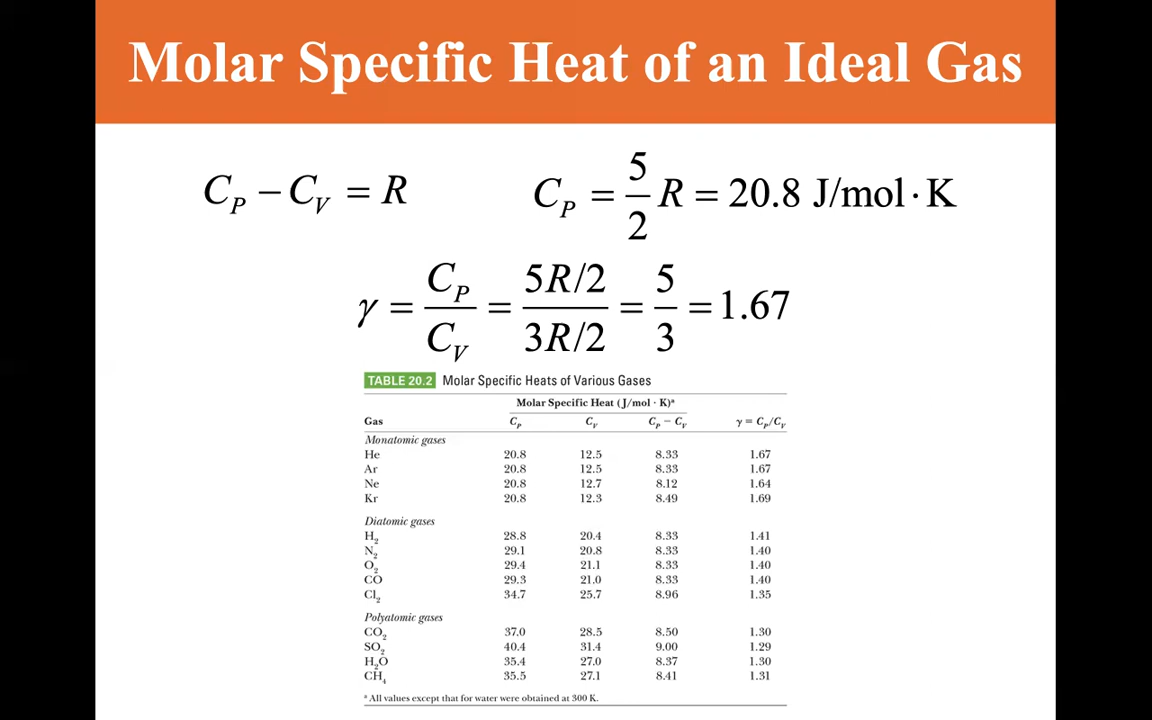 Molar Specific Heat of an Ideal Gas
C_P − C_V = R
C_P = 5/2 R = 20.8 J/mol·K
γ = C_P/C_V = 5R/2 / 3R/2 = 5/3 = 1.67
TABLE 20.2 Molar Specific Heats of Various Gases
Molar Specific Heat (J/mol · K)ᵃ
Gas C_P C_V C_P − C_V γ = C_P/C_V
Monatomic gases
He 20.8 12.5 8.33 1.67
Ar 20.8 12.5 8.33 1.67
Ne 20.8 12.7 8.12 1.64
Kr 20.8 12.3 8.49 1.69
Diatomic gases
H₂ 28.8 20.4 8.33 1.41
N₂ 29.1 20.8 8.33 1.40
O₂ 29.4 21.1 8.33 1.40
CO 29.3 21.0 8.33 1.40
Cl₂ 34.7 25.7 8.96 1.35
Polyatomic gases
CO₂ 37.0 28.5 8.50 1.30
SO₂ 40.4 31.4 9.00 1.29
H₂O 35.4 27.0 8.37 1.30
CH₄ 35.5 27.1 8.41 1.31
ᵃ All values except that for water were obtained at 300 K.